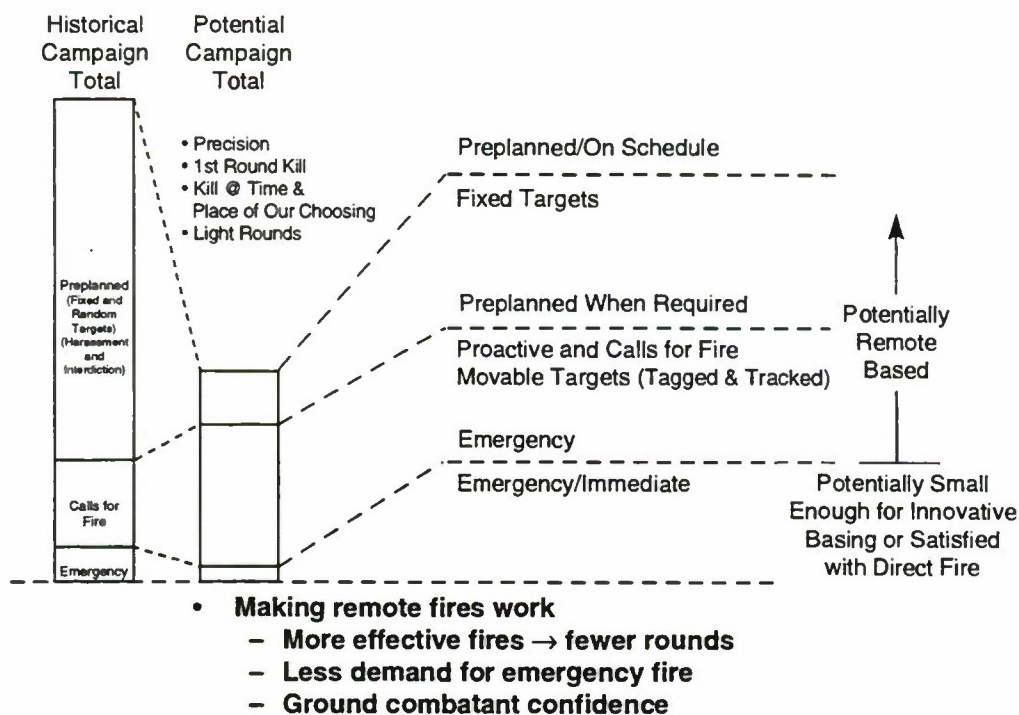 Historical
Campaign
Total
Potential
Campaign
Total
• Precision
• 1st Round Kill
• Kill @ Time &
Place of Our Choosing
• Light Rounds
Preplanned
(Fixed and
Random
Targets)
(Harassment
and
Interdiction)
Calls for
Fire
Emergency
Preplanned/On Schedule
Fixed Targets
Preplanned When Required
Proactive and Calls for Fire
Movable Targets (Tagged & Tracked)
Emergency
Emergency/Immediate
Potentially
Remote
Based
Potentially Small
Enough for Innovative
Basing or Satisfied
with Direct Fire
• Making remote fires work
– More effective fires → fewer rounds
– Less demand for emergency fire
– Ground combatant confidence